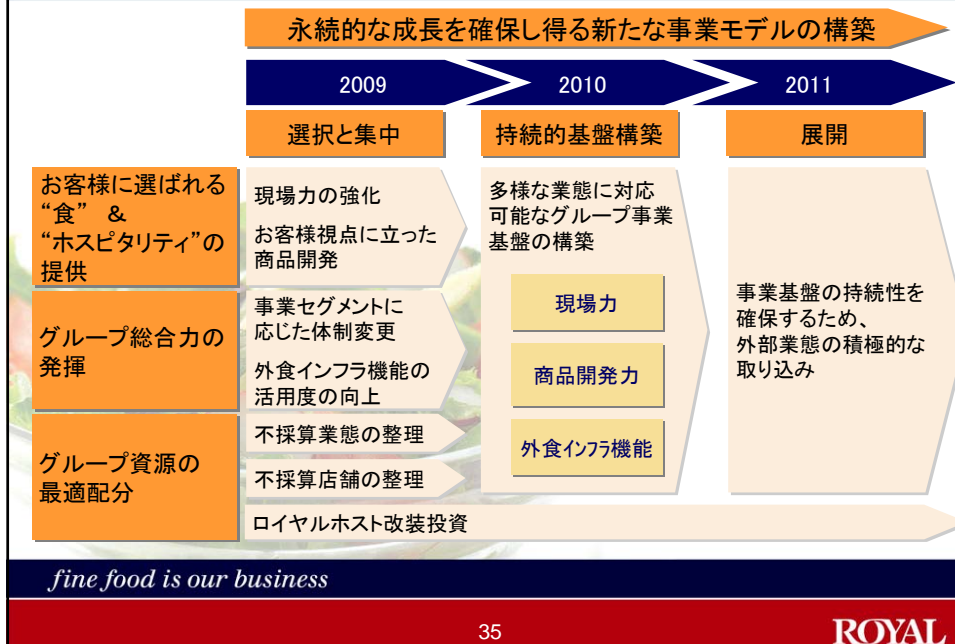 永続的な成長を確保し得る新たな事業モデルの構築
2009
2010
2011
選択と集中
持続的基盤構築
展開
お客様に選ばれる
“食” ＆
“ホスピタリティ”の
提供
現場力の強化
お客様視点に立った
商品開発
グループ総合力の
発揮
事業セグメントに
応じた体制変更
外食インフラ機能の
活用度の向上
グループ資源の
最適配分
不採算業態の整理
不採算店舗の整理
多様な業態に対応
可能なグループ事業
基盤の構築
現場力
商品開発力
外食インフラ機能
事業基盤の持続性を
確保するため、
外部業態の積極的な
取り込み
ロイヤルホスト改装投資
fine food is our business
35
ROYAL